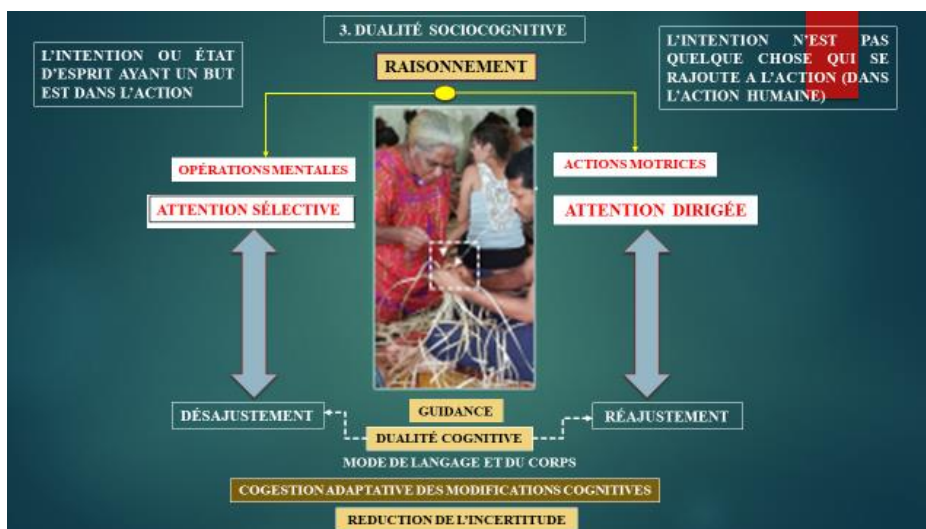 3. DUALITÉ SOCIOCOGNITIVE
L'INTENTION OU ÉTAT
D'ESPRIT AYANT UN BUT
EST DANS L'ACTION
L'INTENTION N'EST PAS
QUELQUE CHOSE QUI SE
RAJOUTE A L'ACTION (DANS
L'ACTION HUMAINE)
RAISONNEMENT
OPÉRATIONS MENTALES
ACTIONS MOTRICES
ATTENTION SÉLECTIVE
ATTENTION DIRIGÉE
DÉSAJUSTEMENT
GUIDANCE
RÉAJUSTEMENT
DUALITÉ COGNITIVE
MODE DE LANGAGE ET DU CORPS
COGESTION ADAPTATIVE DES MODIFICATIONS COGNITIVES
REDUCTION DE L'INCERTITUDE